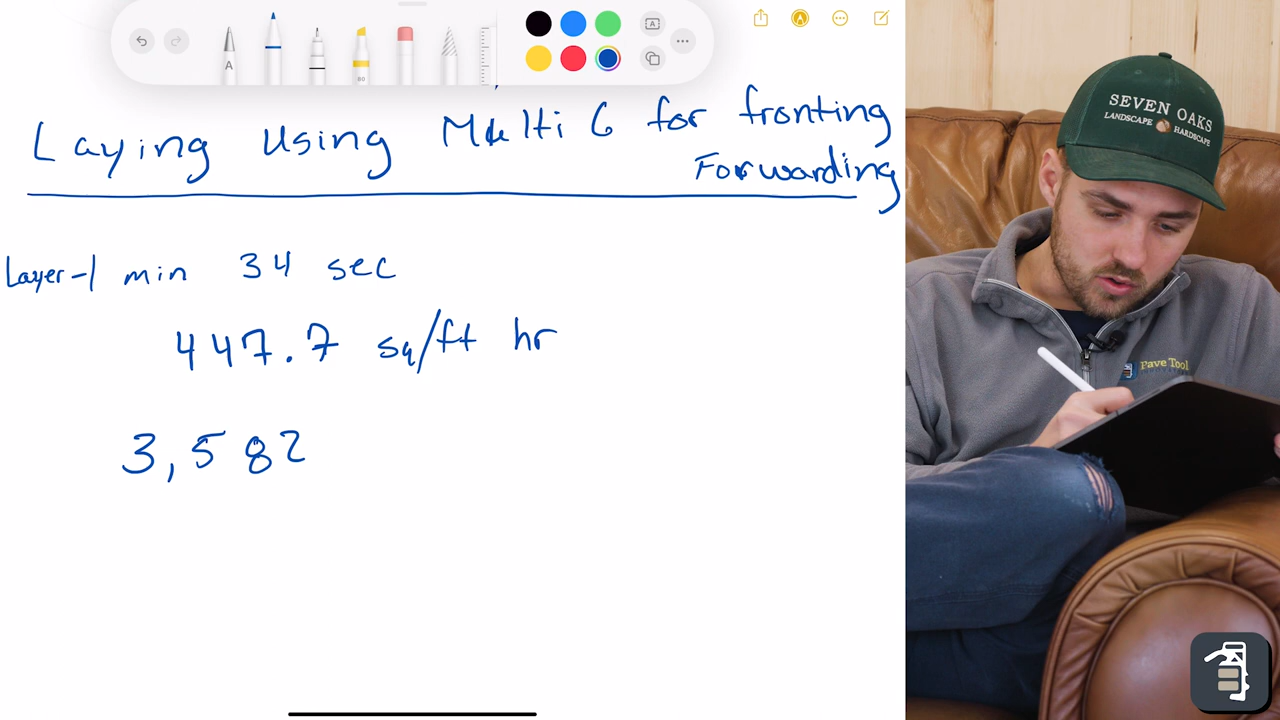 Laying Using Multi 6 for fronting
Forwarding
Layer-1 min 34 sec
447.7 sq/ft hr
3,582
A
80
A
SEVEN OAKS
LANDSCAPE HARDSCAPE
Pave Tool